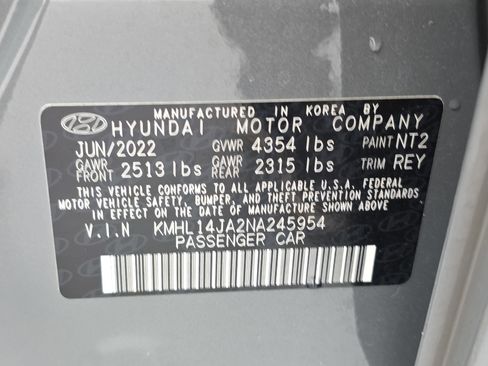 MANUFACTURED IN KOREA BY
HYUNDAI MOTOR COMPANY
JUN/2022 GVWR 4354 lbs PAINT NT2
GAWR FRONT 2513 lbs GAWR REAR 2315 lbs TRIM REY
THIS VEHICLE CONFORMS TO ALL APPLICABLE U.S.A. FEDERAL
MOTOR VEHICLE SAFETY, BUMPER, AND THEFT PREVENTION
STANDARDS IN EFFECT ON THE DATE OF MANUFACTURE SHOWN ABOVE.
V.I.N KMHL14JA2NA245954
PASSENGER CAR